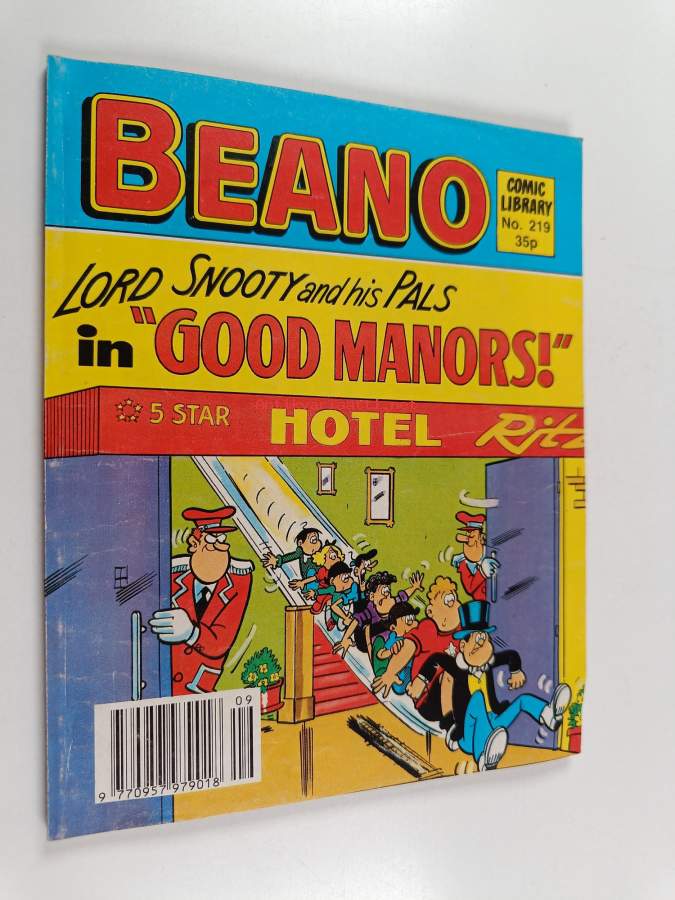 BEANO
COMIC
LIBRARY
No. 219
35p
LORD SNOOTY and his PALS
in "GOOD MANORS!"
5 STAR HOTEL Ritz
09
9 770957 979018